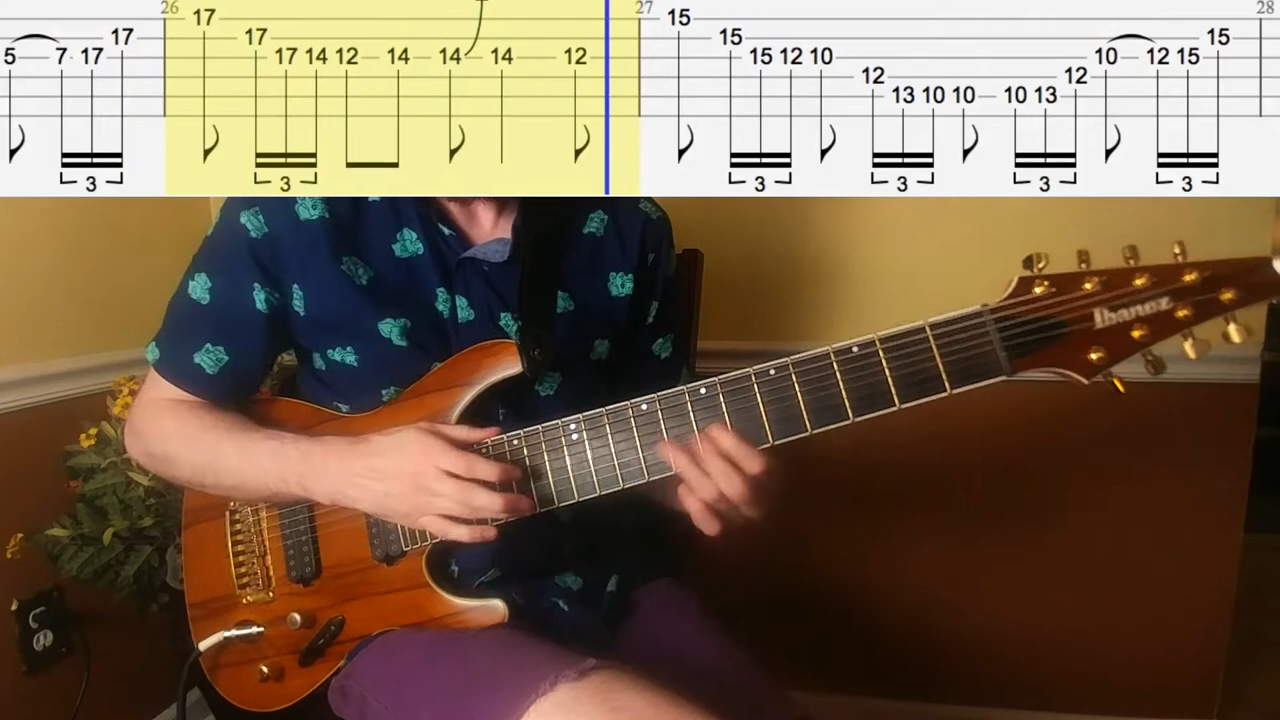 26 27 28
17 15
17 17 15 15
5 7 17 17 14 12 14 14 14 12 15 12 10 10 12 15
12 12
13 10 10 10 13
3 3 3 3 3 3
Ibanez